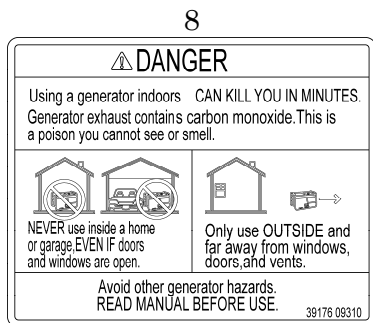 8
⚠ DANGER
Using a generator indoors CAN KILL YOU IN MINUTES.
Generator exhaust contains carbon monoxide.This is
a poison you cannot see or smell.
NEVER use inside a home
or garage,EVEN IF doors
and windows are open.
Only use OUTSIDE and
far away from windows,
doors,and vents.
Avoid other generator hazards.
READ MANUAL BEFORE USE.
39176 09310